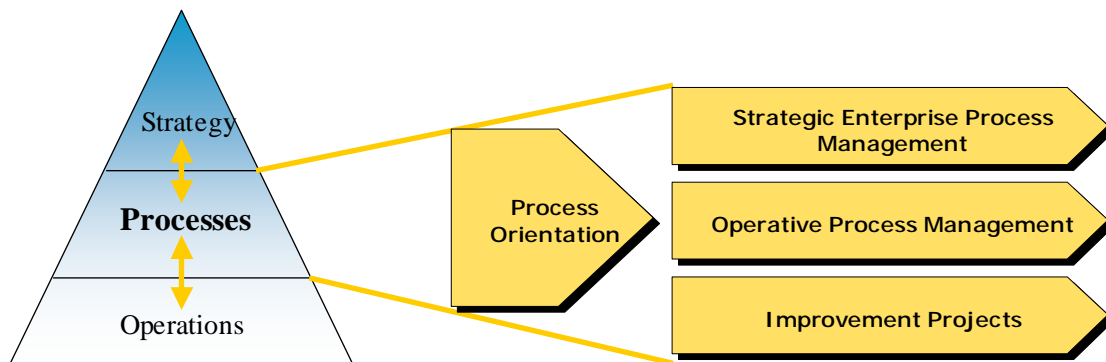 Strategy
Processes
Operations
Process
Orientation
Strategic Enterprise Process
Management
Operative Process Management
Improvement Projects